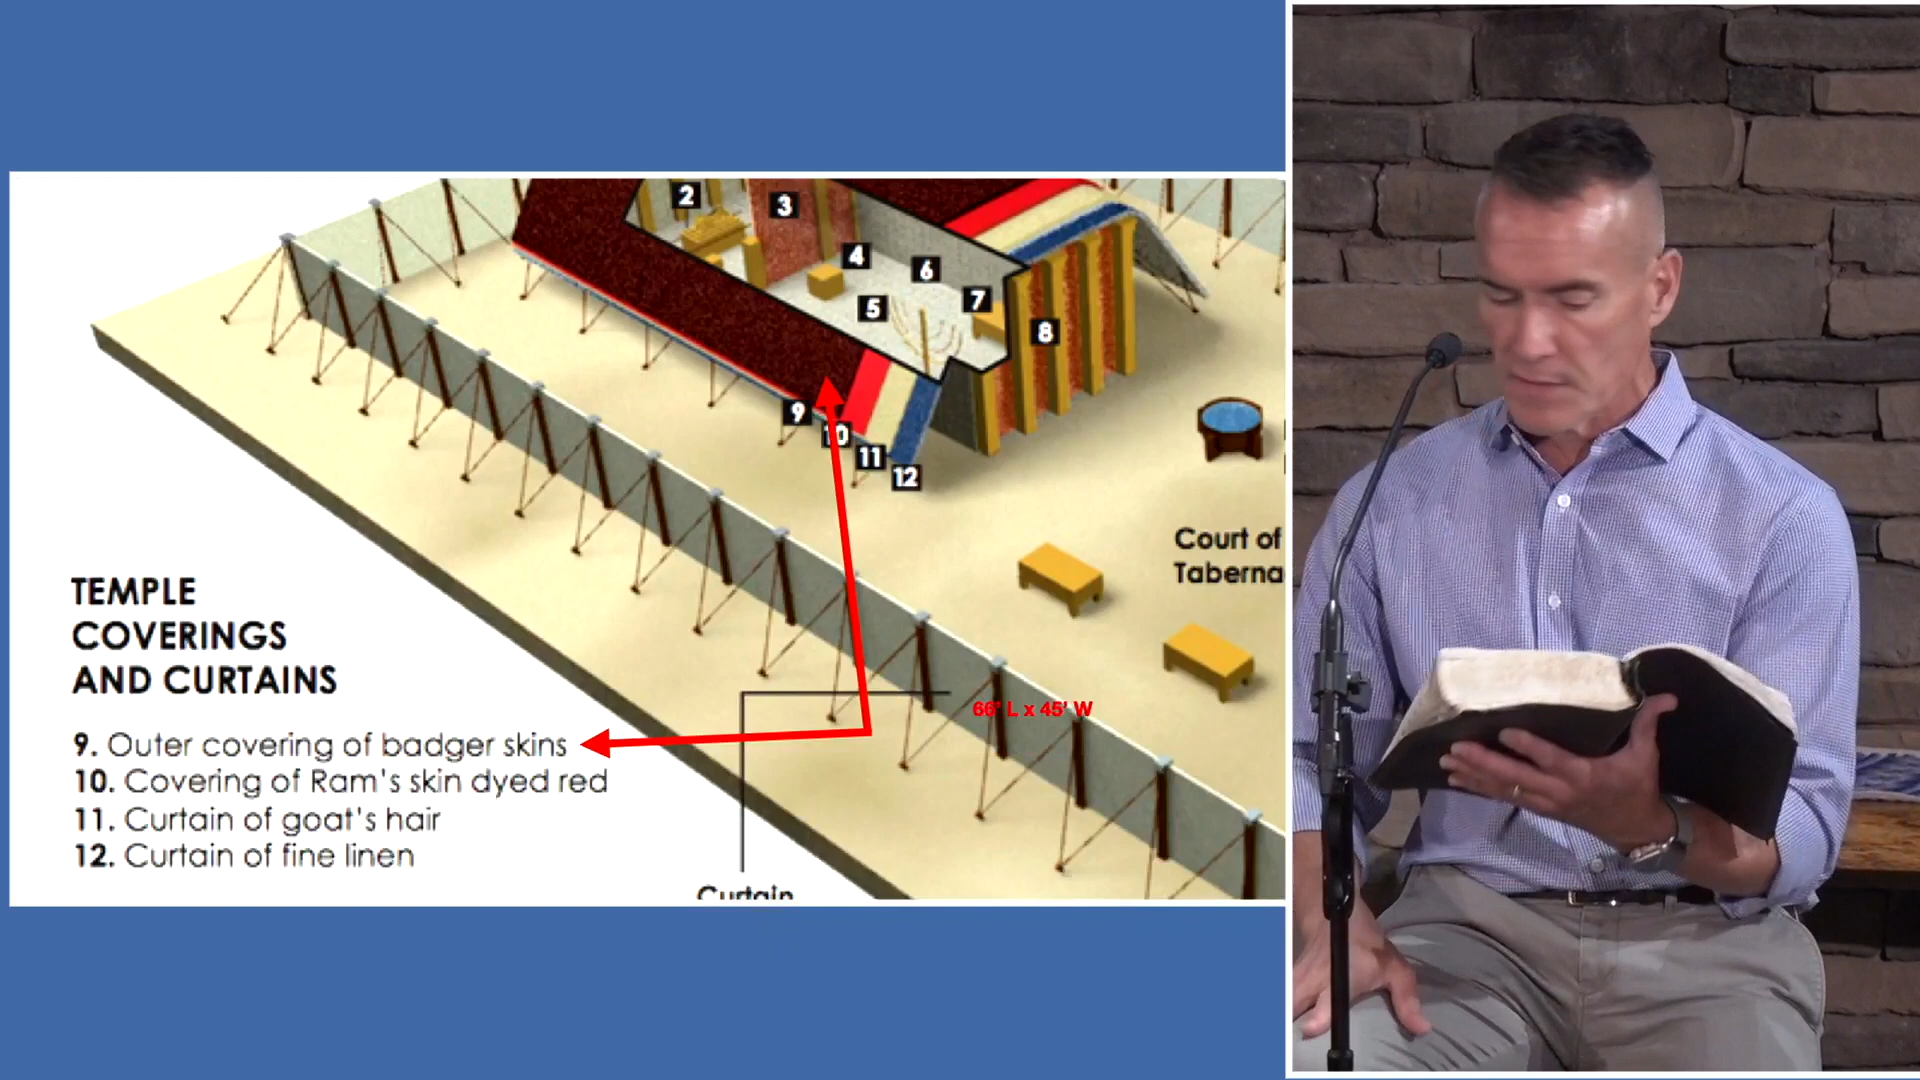 2
3
4
6
7
5
8
9
10
11
12
Court of
Taberna
TEMPLE
COVERINGS
AND CURTAINS
66' L x 45' W
9. Outer covering of badger skins
10. Covering of Ram's skin dyed red
11. Curtain of goat's hair
12. Curtain of fine linen
Curtain